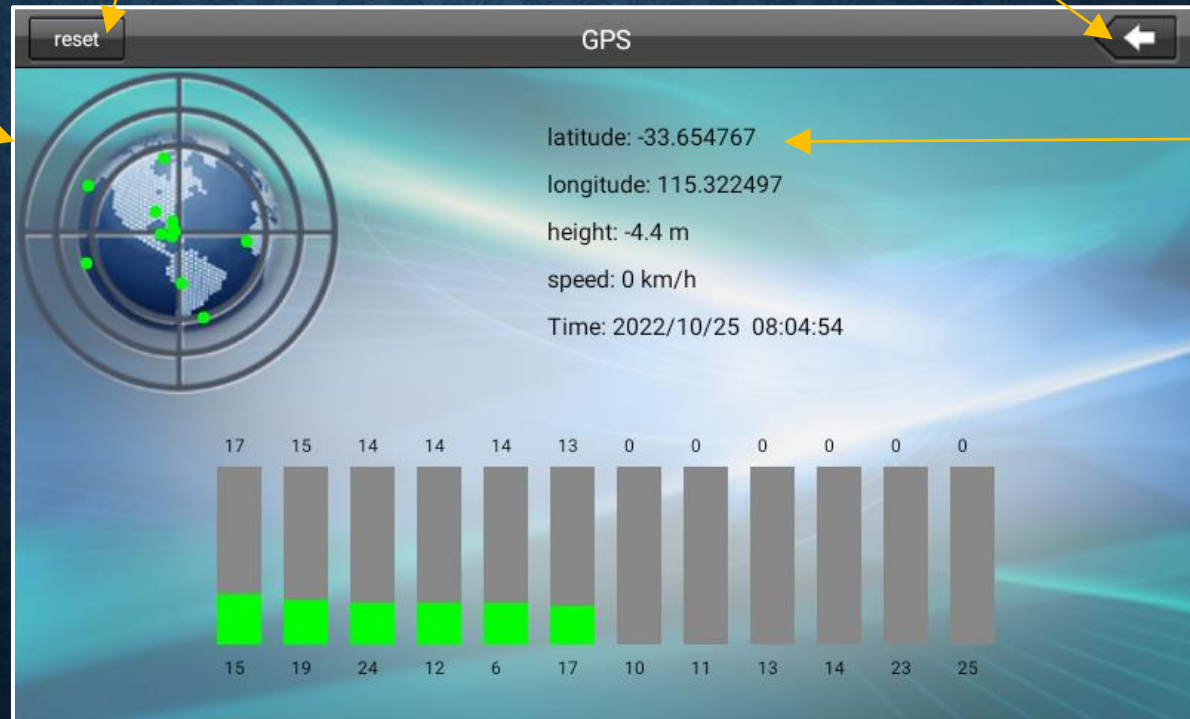 reset
GPS
latitude: -33.654767
longitude: 115.322497
height: -4.4 m
speed: 0 km/h
Time: 2022/10/25 08:04:54
17 15 14 14 14 13 0 0 0 0 0 0
15 19 24 12 6 17 10 11 13 14 23 25